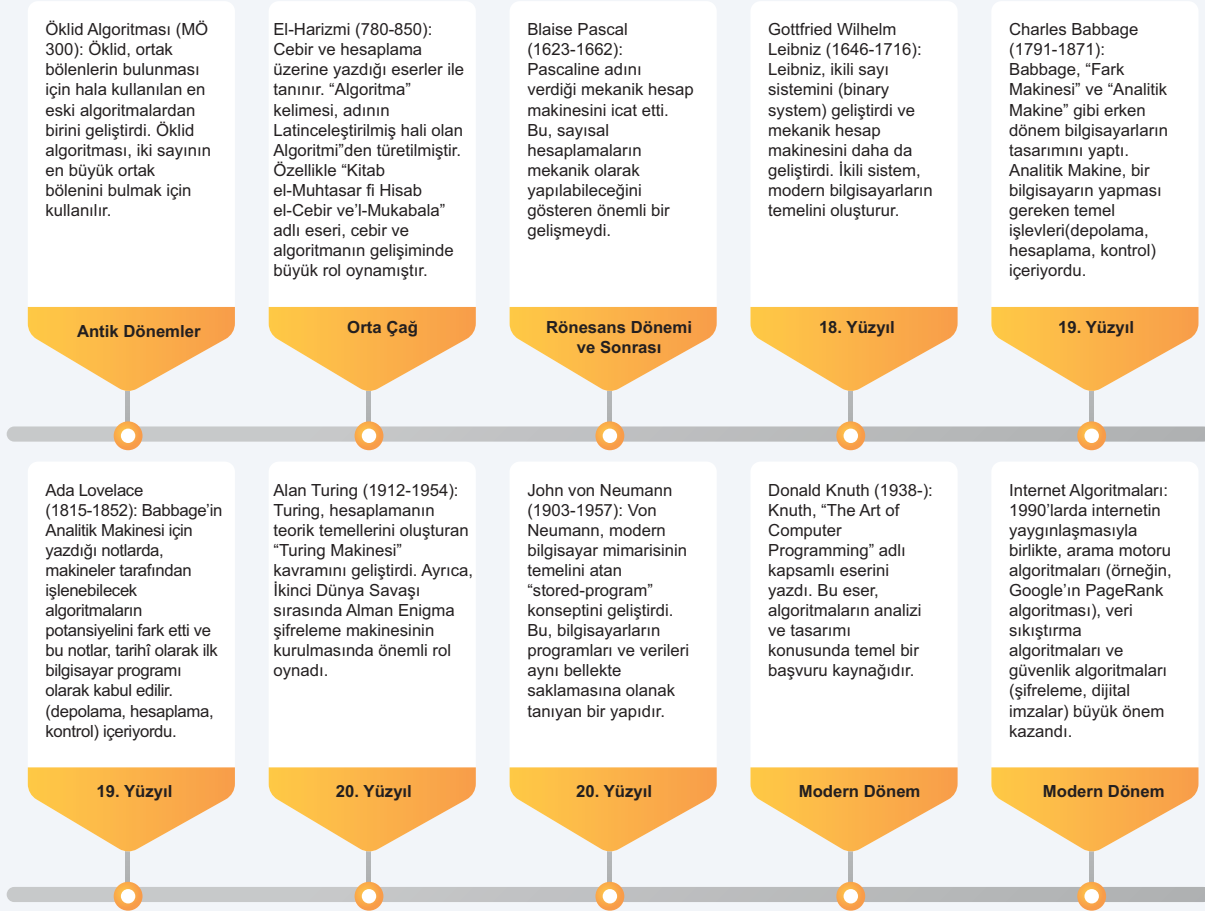 Öklid Algoritması (MÖ
300): Öklid, ortak
bölenlerin bulunması
için hala kullanılan en
eski algoritmalardan
birini geliştirdi. Öklid
algoritması, iki sayının
en büyük ortak
bölenini bulmak için
kullanılır.
Antik Dönemler
El-Harizmi (780-850):
Cebir ve hesaplama
üzerine yazdığı eserler ile
tanınır. “Algoritma”
kelimesi, adının
Latinceleştirilmiş hali olan
Algoritmi”den türetilmiştir.
Özellikle “Kitab
el-Muhtasar fi Hisab
el-Cebir ve’l-Mukabala”
adlı eseri, cebir ve
algoritmanın gelişiminde
büyük rol oynamıştır.
Orta Çağ
Blaise Pascal
(1623-1662):
Pascaline adını
verdiği mekanik hesap
makinesini icat etti.
Bu, sayısal
hesaplamaların
mekanik olarak
yapılabileceğini
gösteren önemli bir
gelişmeydi.
Rönesans Dönemi
ve Sonrası
Gottfried Wilhelm
Leibniz (1646-1716):
Leibniz, ikili sayı
sistemini (binary
system) geliştirdi ve
mekanik hesap
makinesini daha da
geliştirdi. İkili sistem,
modern bilgisayarların
temelini oluşturur.
18. Yüzyıl
Charles Babbage
(1791-1871):
Babbage, “Fark
Makinesi” ve “Analitik
Makine” gibi erken
dönem bilgisayarların
tasarımını yaptı.
Analitik Makine, bir
bilgisayarın yapması
gereken temel
işlevleri(depolama,
hesaplama, kontrol)
içeriyordu.
19. Yüzyıl
Ada Lovelace
(1815-1852): Babbage’in
Analitik Makinesi için
yazdığı notlarda,
makineler tarafından
işlenebilecek
algoritmaların
potansiyelini fark etti ve
bu notlar, tarihî olarak ilk
bilgisayar programı
olarak kabul edilir.
(depolama, hesaplama,
kontrol) içeriyordu.
19. Yüzyıl
Alan Turing (1912-1954):
Turing, hesaplamanın
teorik temellerini oluşturan
“Turing Makinesi”
kavramını geliştirdi. Ayrıca,
İkinci Dünya Savaşı
sırasında Alman Enigma
şifreleme makinesinin
kurulmasında önemli rol
oynadı.
20. Yüzyıl
John von Neumann
(1903-1957): Von
Neumann, modern
bilgisayar mimarisinin
temelini atan
“stored-program”
konseptini geliştirdi.
Bu, bilgisayarların
programları ve verileri
aynı bellekte
saklamasına olanak
tanıyan bir yapıdır.
20. Yüzyıl
Donald Knuth (1938-):
Knuth, “The Art of
Computer
Programming” adlı
kapsamlı eserini
yazdı. Bu eser,
algoritmaların analizi
ve tasarımı
konusunda temel bir
başvuru kaynağıdır.
Modern Dönem
Internet Algoritmaları:
1990’larda internetin
yaygınlaşmasıyla
birlikte, arama motoru
algoritmaları (örneğin,
Google’ın PageRank
algoritması), veri
sıkıştırma
algoritmaları ve
güvenlik algoritmaları
(şifreleme, dijital
imzalar) büyük önem
kazandı.
Modern Dönem